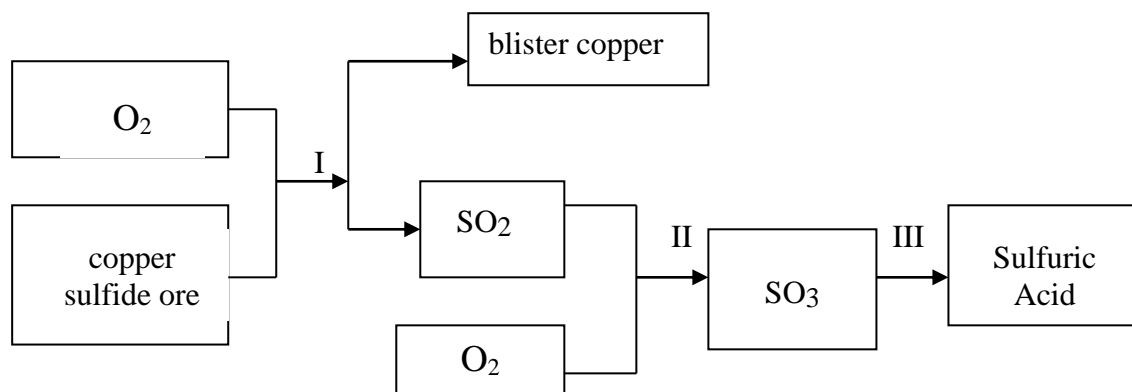 blister copper
O₂
I
copper
sulfide ore
SO₂
II
SO₃
III
Sulfuric
Acid
O₂